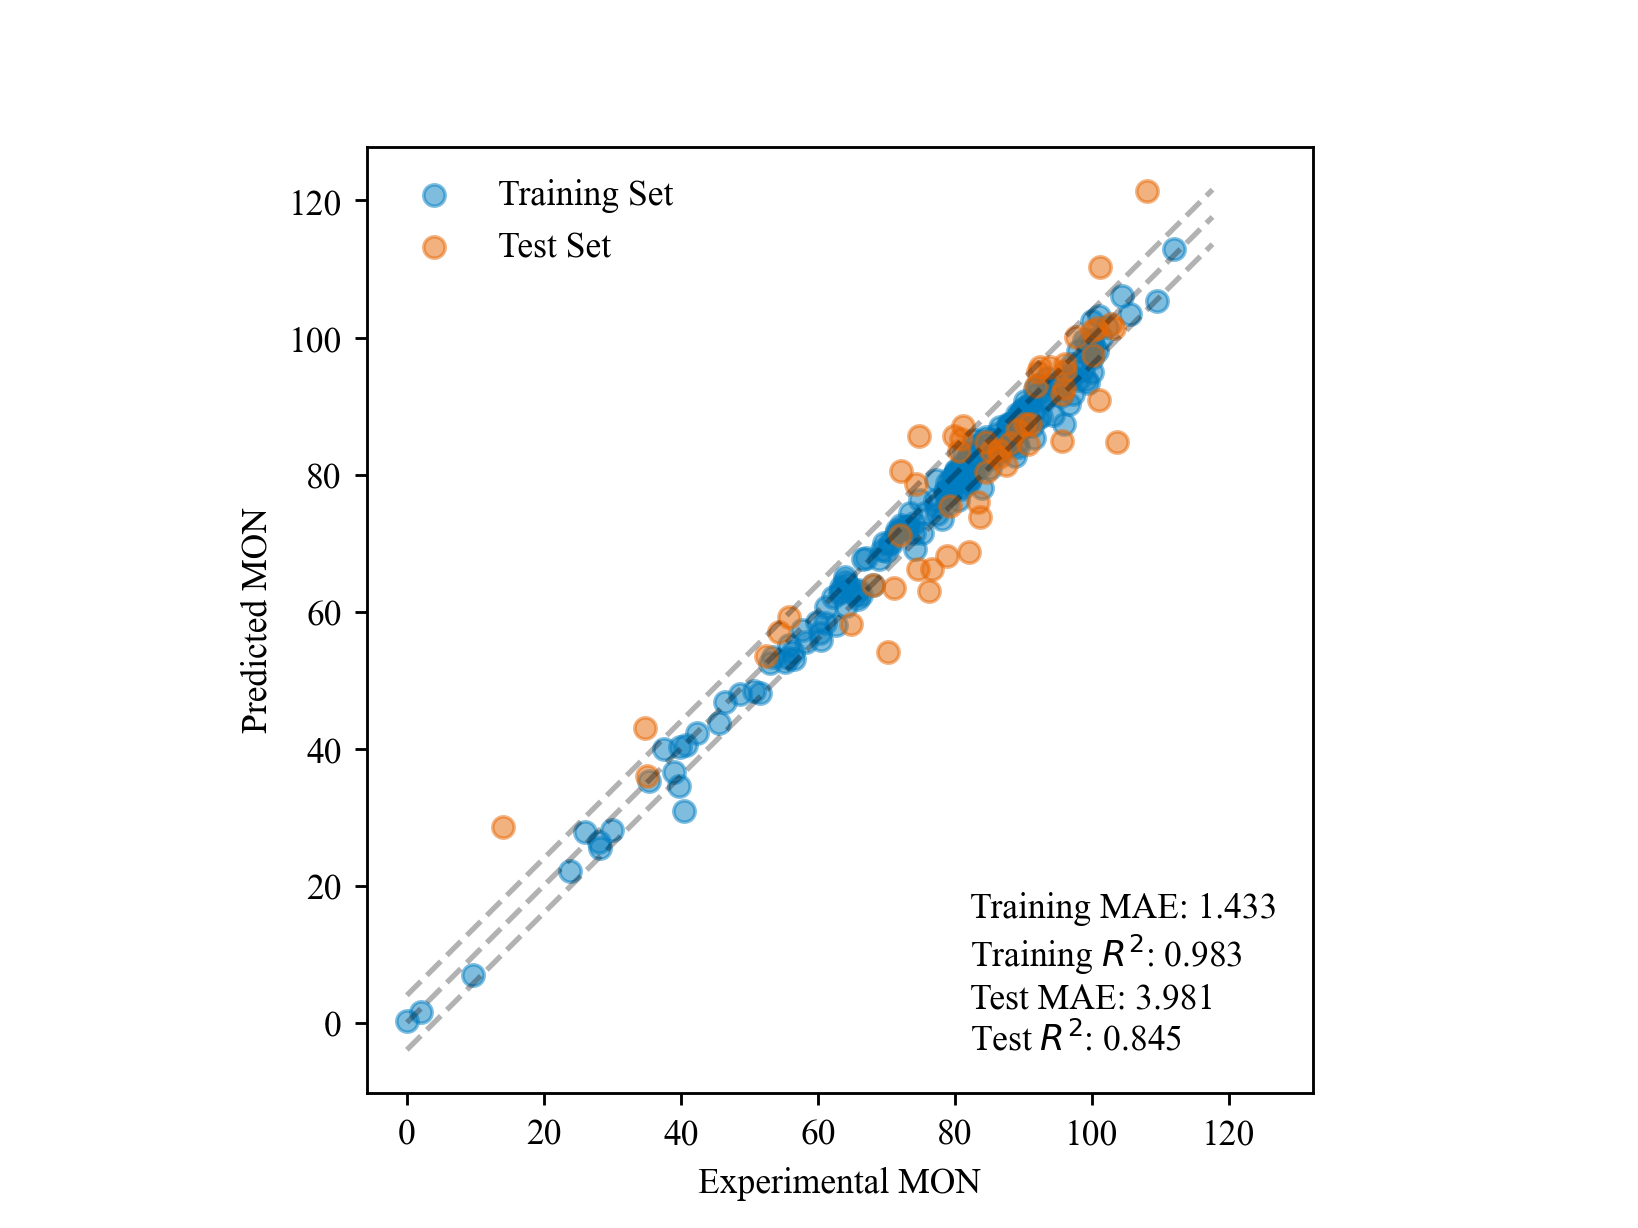 Training Set
Test Set
120
100
80
60
40
20
0
Predicted MON
Training MAE: 1.433
Training R²: 0.983
Test MAE: 3.981
Test R²: 0.845
0 20 40 60 80 100 120
Experimental MON